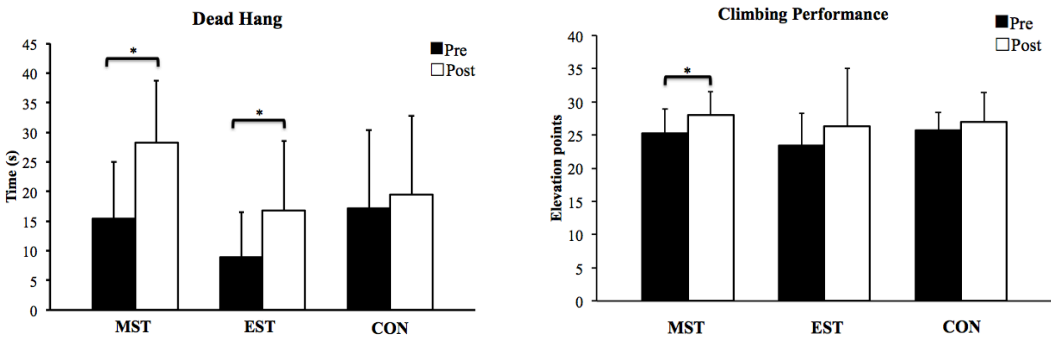 Dead Hang
Pre
Post
Time (s)
45
40
35
30
25
20
15
10
5
0
*
*
MST
EST
CON
Climbing Performance
Pre
Post
Elevation points
40
35
30
25
20
15
10
5
0
*
MST
EST
CON